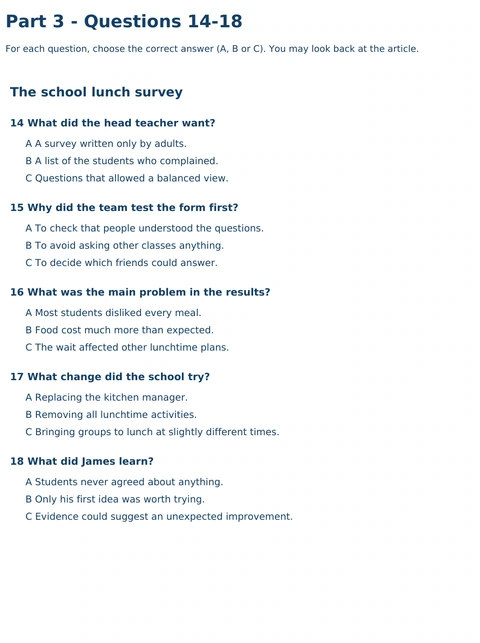 Part 3 - Questions 14-18
For each question, choose the correct answer (A, B or C). You may look back at the article.
The school lunch survey
14 What did the head teacher want?
A A survey written only by adults.
B A list of the students who complained.
C Questions that allowed a balanced view.
15 Why did the team test the form first?
A To check that people understood the questions.
B To avoid asking other classes anything.
C To decide which friends could answer.
16 What was the main problem in the results?
A Most students disliked every meal.
B Food cost much more than expected.
C The wait affected other lunchtime plans.
17 What change did the school try?
A Replacing the kitchen manager.
B Removing all lunchtime activities.
C Bringing groups to lunch at slightly different times.
18 What did James learn?
A Students never agreed about anything.
B Only his first idea was worth trying.
C Evidence could suggest an unexpected improvement.